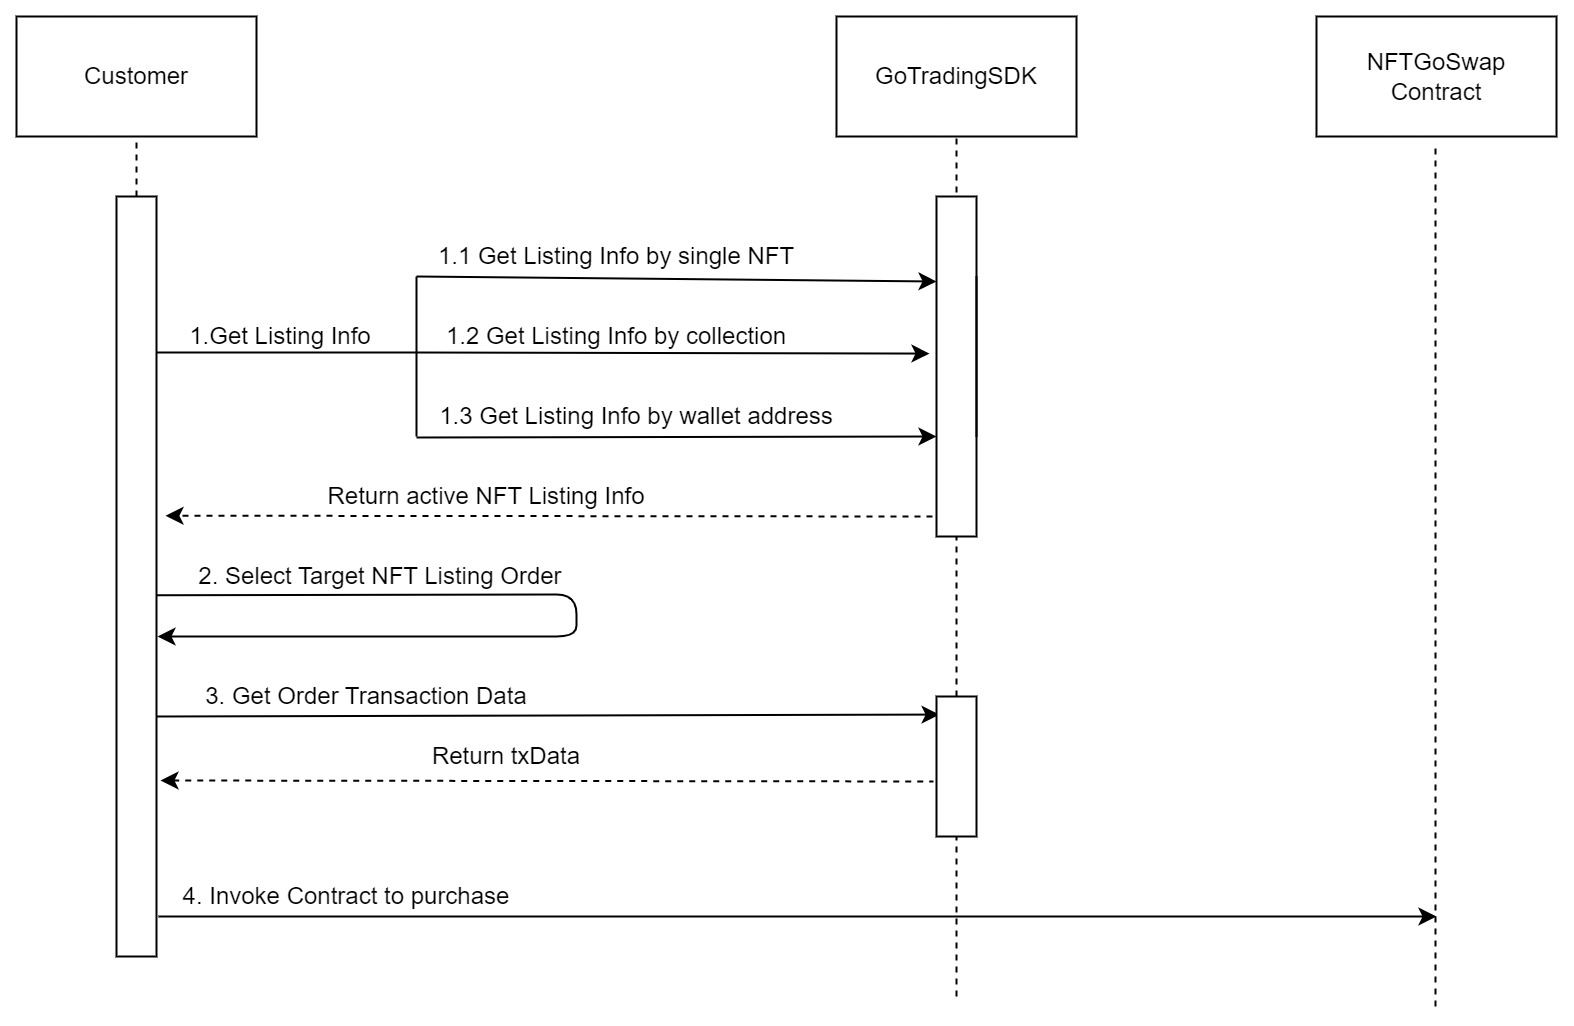 Customer
GoTradingSDK
NFTGoSwap
Contract
1.1 Get Listing Info by single NFT
1.Get Listing Info
1.2 Get Listing Info by collection
1.3 Get Listing Info by wallet address
Return active NFT Listing Info
2. Select Target NFT Listing Order
3. Get Order Transaction Data
Return txData
4. Invoke Contract to purchase